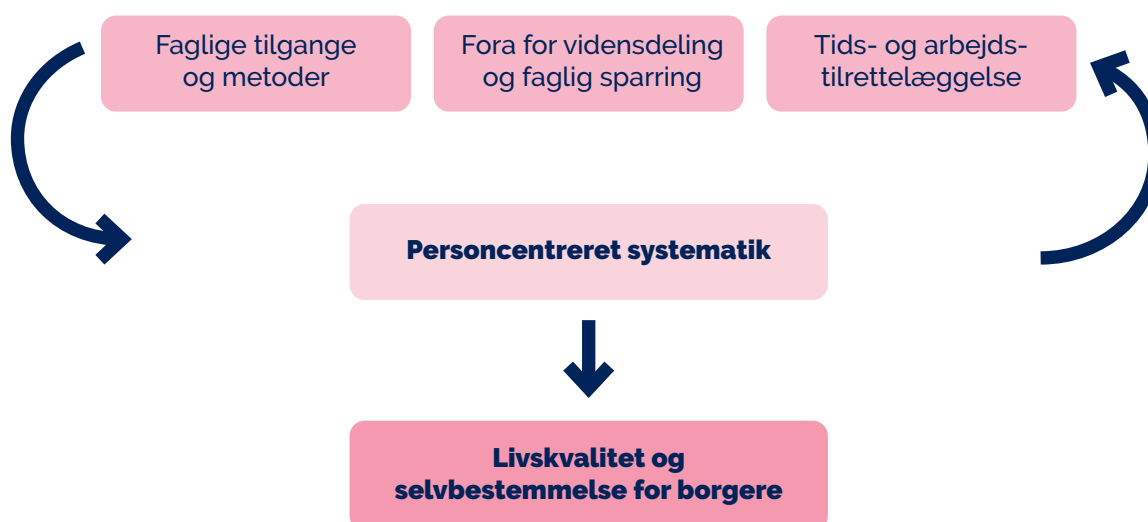 Faglige tilgange
og metoder
Fora for vidensdeling
og faglig sparring
Tids- og arbejds-
tilrettelæggelse
Personcentreret systematik
Livskvalitet og
selvbestemmelse for borgere